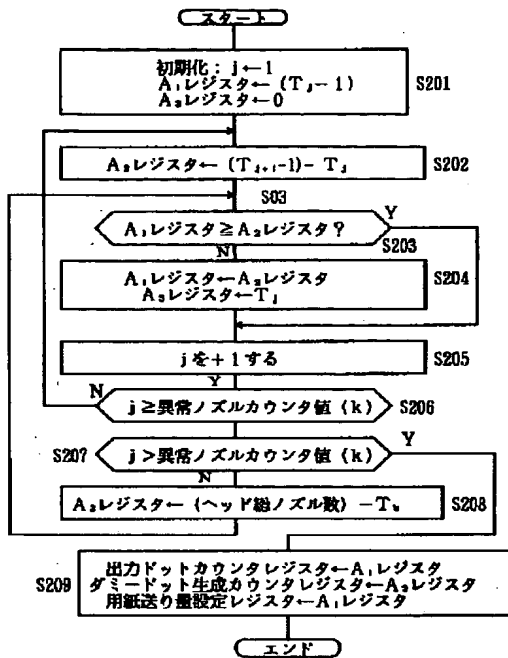 スタート
初期化：j←1
A₁レジスタ←(Tⱼ−1)
A₃レジスタ←0
S201
A₂レジスタ←(Tⱼ₊₁−1)−Tⱼ
S202
S03
A₁レジスタ≧A₂レジスタ?
Y
S203
N
A₁レジスタ←A₂レジスタ
A₃レジスタ←Tⱼ
S204
jを+1する
S205
Y
N
j≧異常ノズルカウンタ値(k)
S206
S207
j>異常ノズルカウンタ値(k)
Y
N
A₂レジスタ←(ヘッド総ノズル数)−Tₖ
S208
S209
出力ドットカウンタレジスタ←A₁レジスタ
ダミードット生成カウンタレジスタ←A₃レジスタ
用紙送り量設定レジスタ←A₁レジスタ
エンド